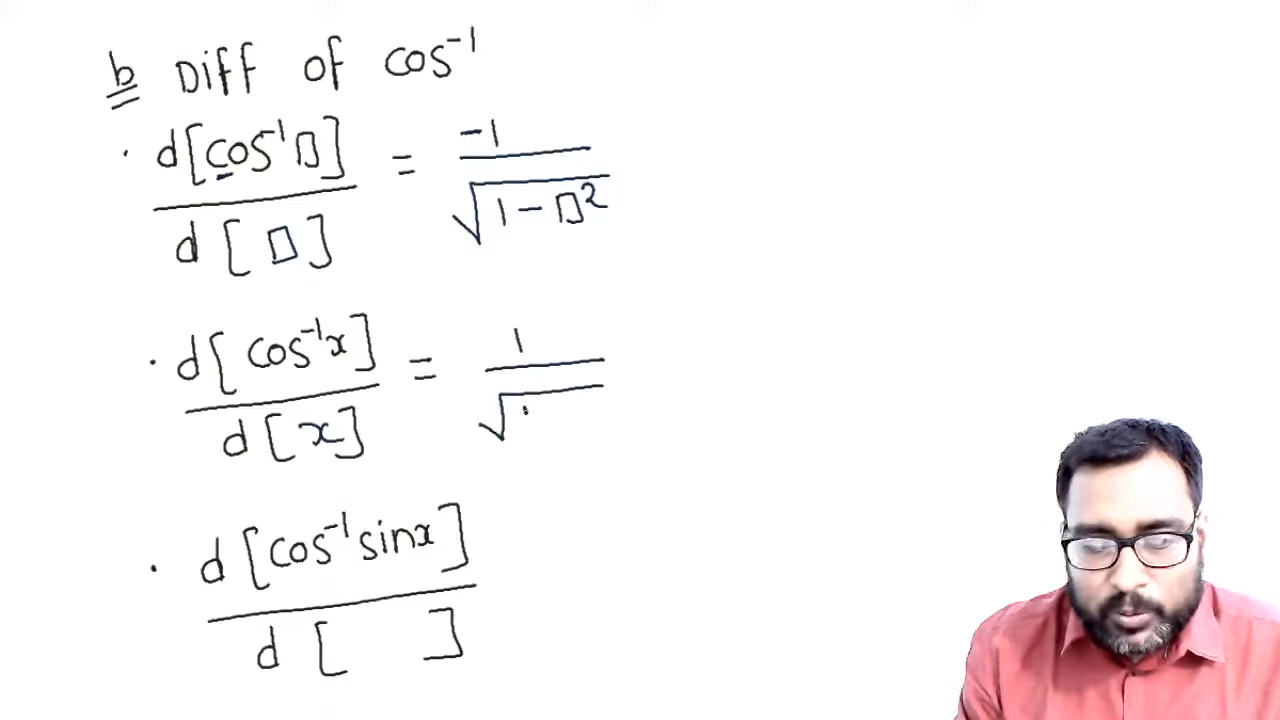 b Diff of cos⁻¹
· d[cos⁻¹▯] / d[▯] = -1 / √(1-▯²)
· d[cos⁻¹x] / d[x] = 1 / √
· d[cos⁻¹sinx] / d[ ]